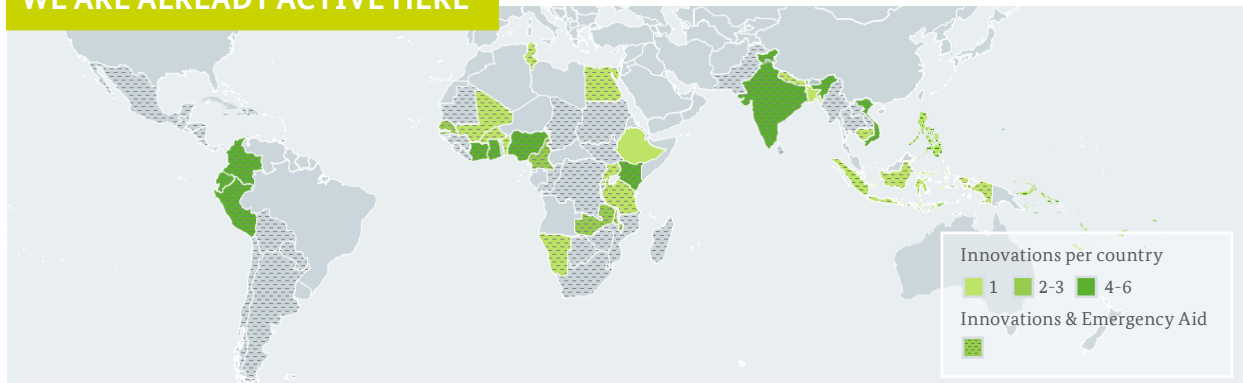 WE ARE ALREADY ACTIVE HERE
Innovations per country
1 2-3 4-6
Innovations & Emergency Aid